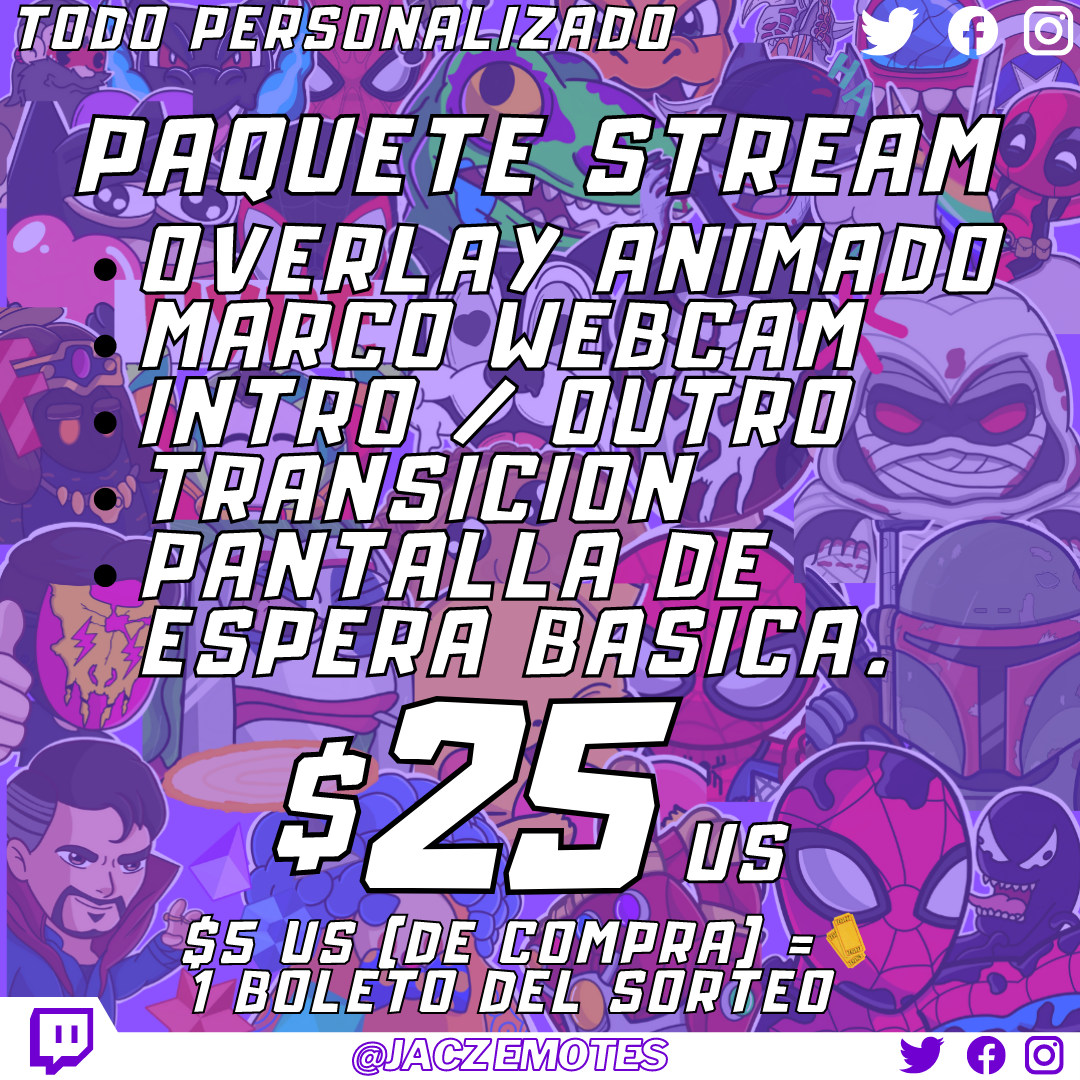 TODO PERSONALIZADO
PAQUETE STREAM
• OVERLAY ANIMADO
• MARCO WEBCAM
• INTRO / OUTRO
• TRANSICION
• PANTALLA DE
ESPERA BASICA.
$25 US
$5 US (DE COMPRA) =
1 BOLETO DEL SORTEO
@JACZEMOTES